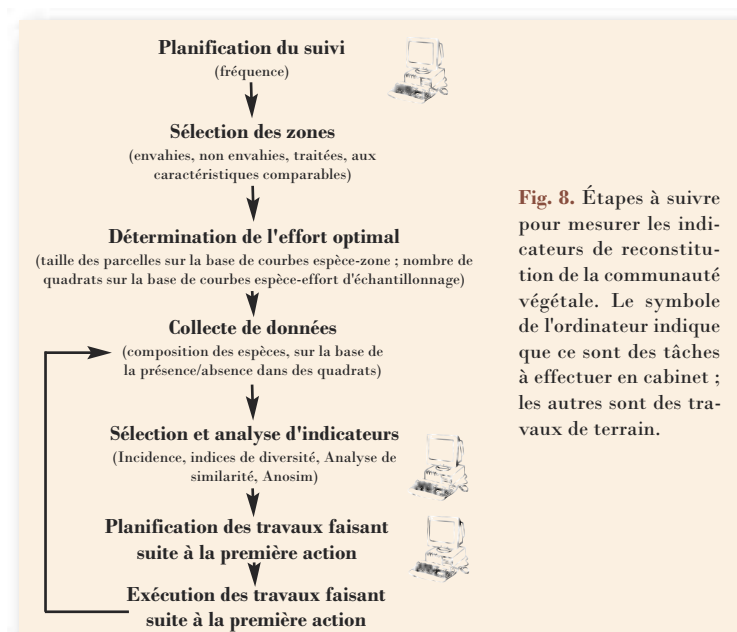 Planification du suivi
(fréquence)
Sélection des zones
(envahies, non envahies, traitées, aux
caractéristiques comparables)
Détermination de l'effort optimal
(taille des parcelles sur la base de courbes espèce-zone ; nombre de
quadrats sur la base de courbes espèce-effort d'échantillonnage)
Collecte de données
(composition des espèces, sur la base de
la présence/absence dans des quadrats)
Sélection et analyse d'indicateurs
(Incidence, indices de diversité, Analyse de
similarité, Anosim)
Planification des travaux faisant
suite à la première action
Exécution des travaux faisant
suite à la première action
Fig. 8. Étapes à suivre
pour mesurer les indi-
cateurs de reconstitu-
tion de la communauté
végétale. Le symbole
de l'ordinateur indique
que ce sont des tâches
à effectuer en cabinet ;
les autres sont des tra-
vaux de terrain.